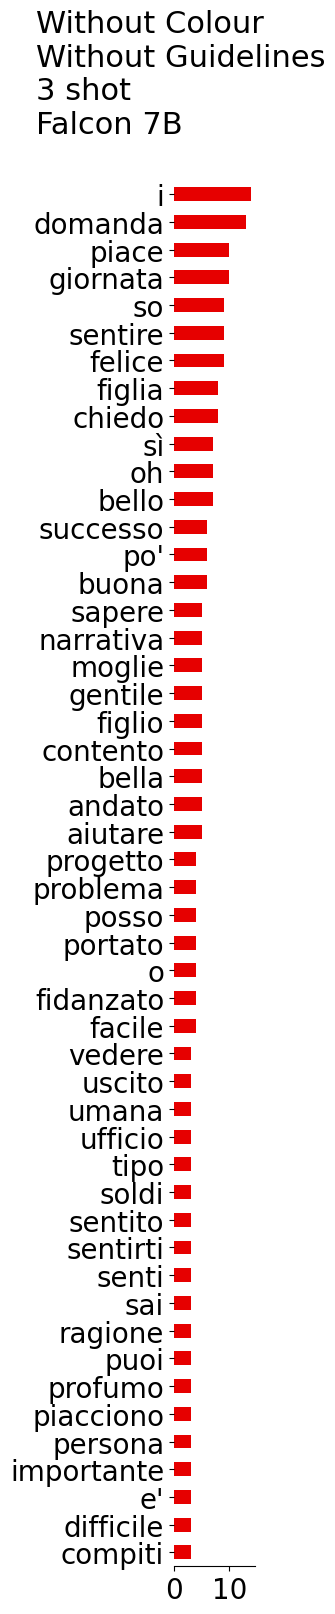 Without Colour
Without Guidelines
3 shot
Falcon 7B
i
domanda
piace
giornata
so
sentire
felice
figlia
chiedo
sì
oh
bello
successo
po'
buona
sapere
narrativa
moglie
gentile
figlio
contento
bella
andato
aiutare
progetto
problema
posso
portato
o
fidanzato
facile
vedere
uscito
umana
ufficio
tipo
soldi
sentito
sentirti
senti
sai
ragione
puoi
profumo
piacciono
persona
importante
e'
difficile
compiti
0 10